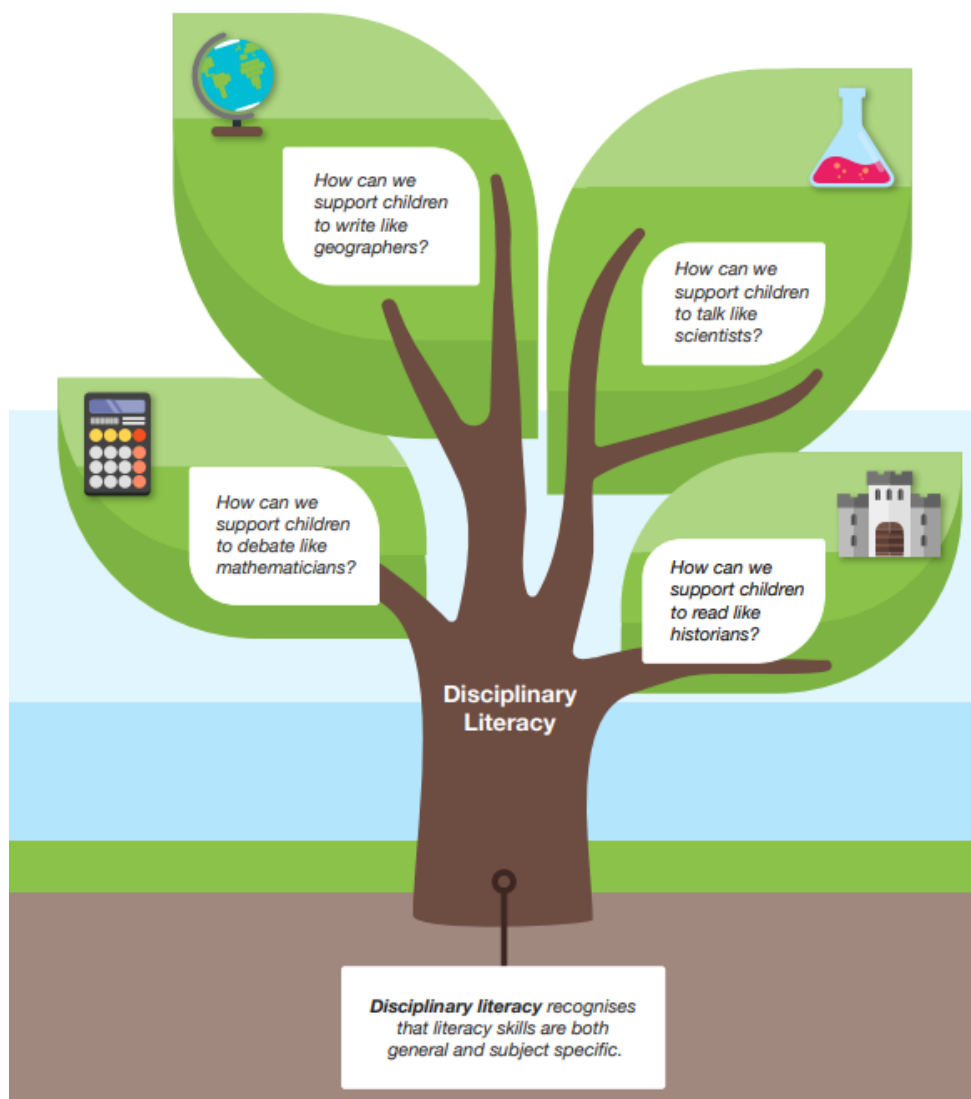 How can we
support children
to write like
geographers?
How can we
support children
to talk like
scientists?
How can we
support children
to debate like
mathematicians?
How can we
support children
to read like
historians?
Disciplinary
Literacy
Disciplinary literacy recognises
that literacy skills are both
general and subject specific.